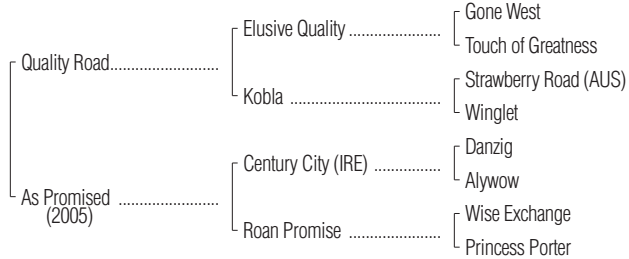 Gone West
Elusive Quality ....................
Touch of Greatness
Quality Road.......................
Strawberry Road (AUS)
Kobla .................................
Winglet
Danzig
Century City (IRE) ...............
Alywow
As Promised .....................
(2005)
Wise Exchange
Roan Promise ....................
Princess Porter